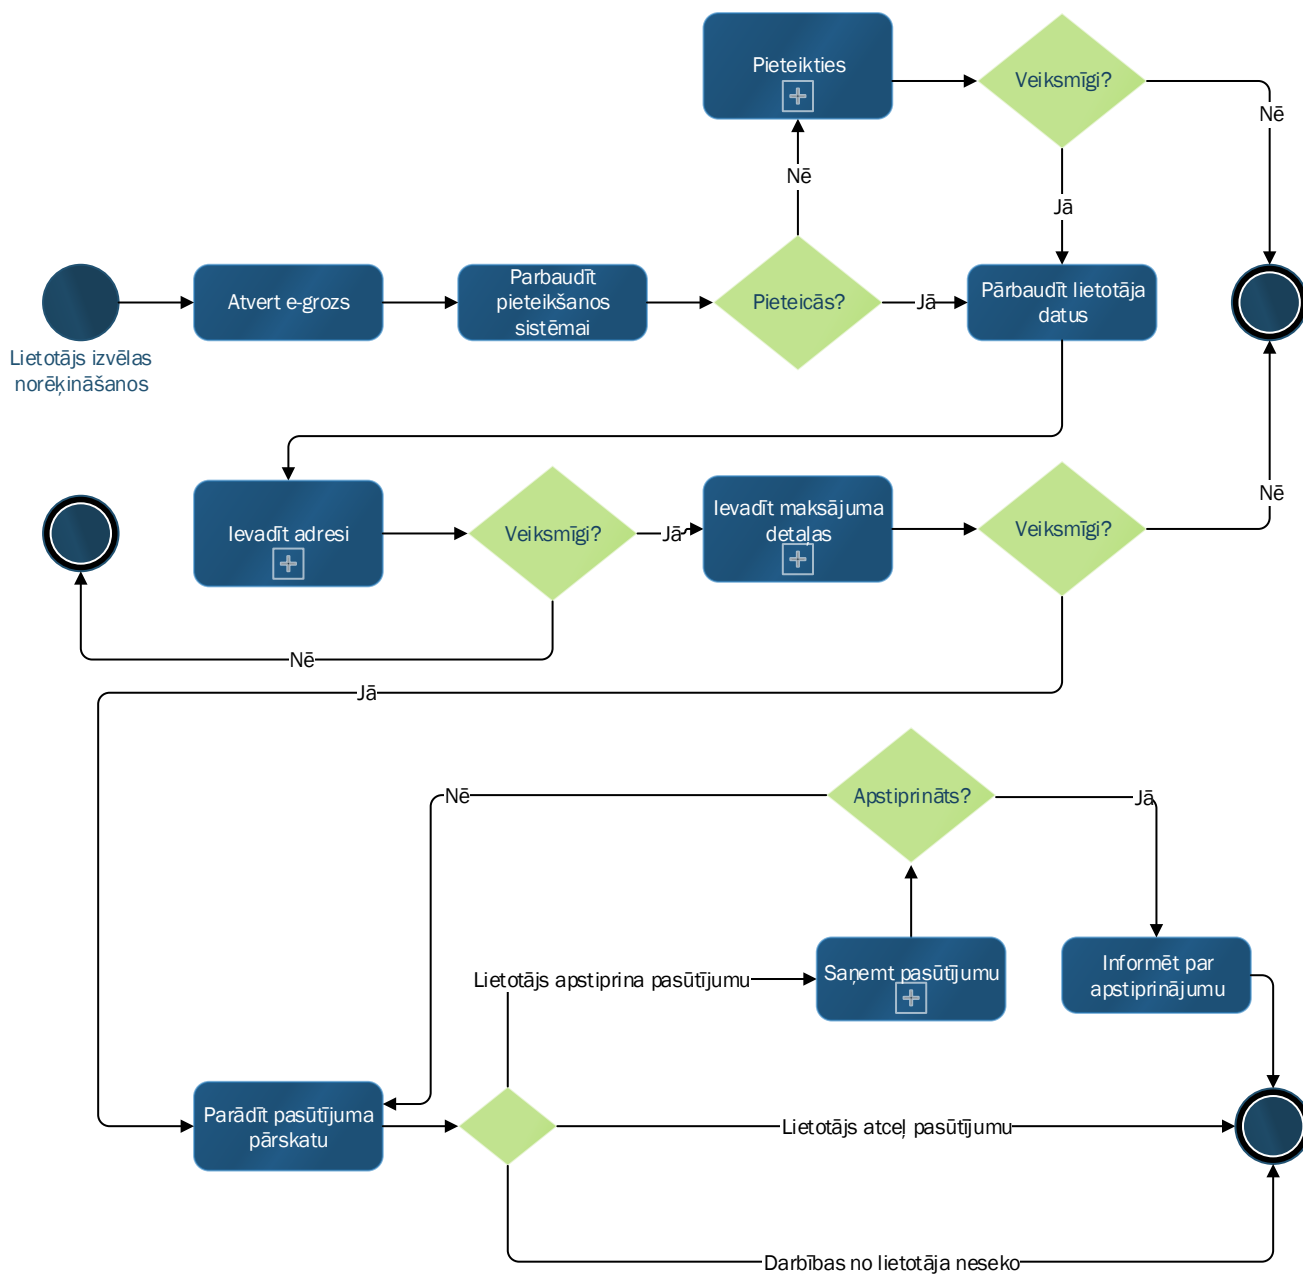 Pieteikties
Veiksmīgi?
Nē
Nē
Jā
Lietotājs izvēlas
norēķināšanos
Atvert e-grozs
Parbaudīt
pieteikšanos
sistēmai
Pieteicās?
Jā
Pārbaudīt lietotāja
datus
Ievadīt adresi
Veiksmīgi?
Jā
Ievadīt maksājuma
detaļas
Veiksmīgi?
Nē
Nē
Jā
Nē
Apstiprināts?
Jā
Lietotājs apstiprina pasūtījumu
Saņemt pasūtījumu
Informēt par
apstiprinājumu
Parādīt pasūtījuma
pārskatu
Lietotājs atceļ pasūtījumu
Darbības no lietotāja neseko